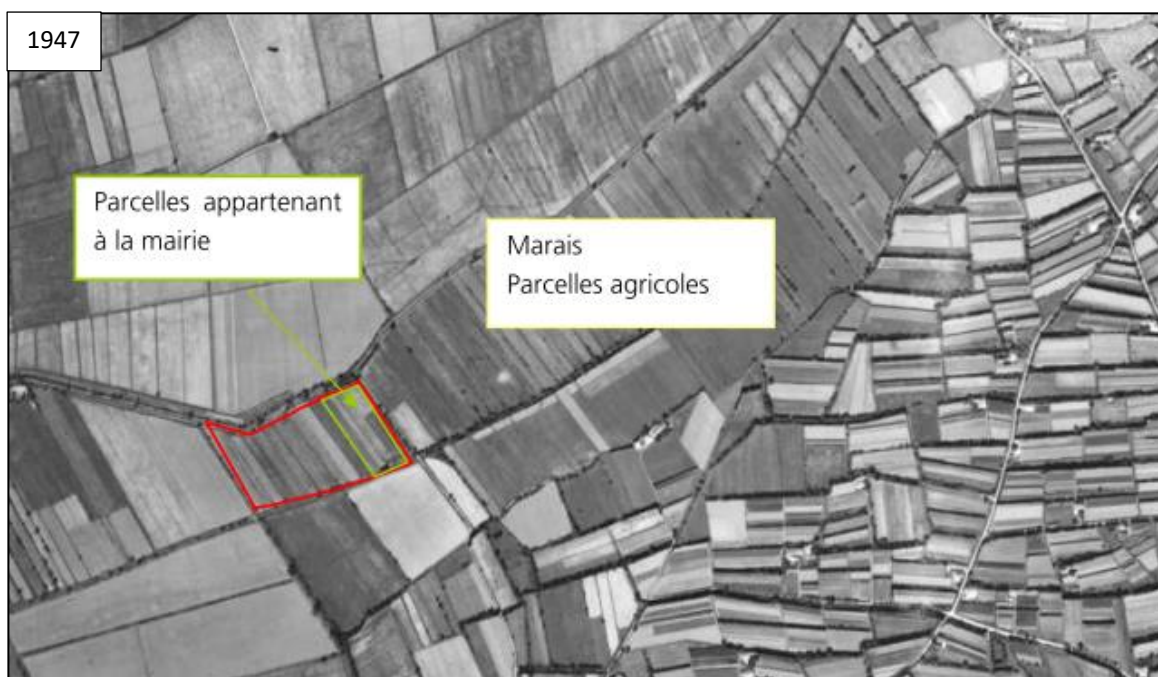 1947
Parcelles appartenant
à la mairie
Marais
Parcelles agricoles